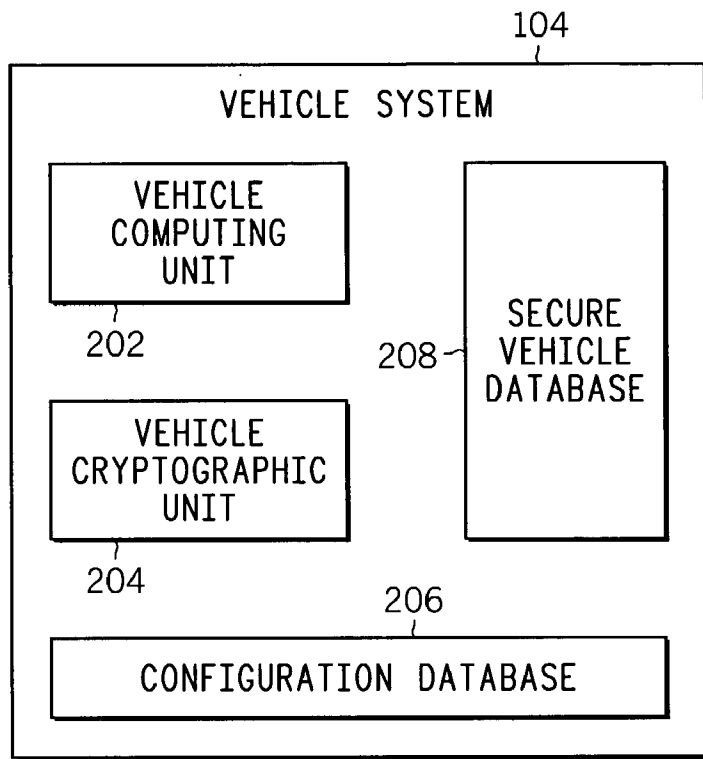 104
VEHICLE SYSTEM
VEHICLE
COMPUTING
UNIT
202
SECURE
VEHICLE
DATABASE
208
VEHICLE
CRYPTOGRAPHIC
UNIT
204
206
CONFIGURATION DATABASE